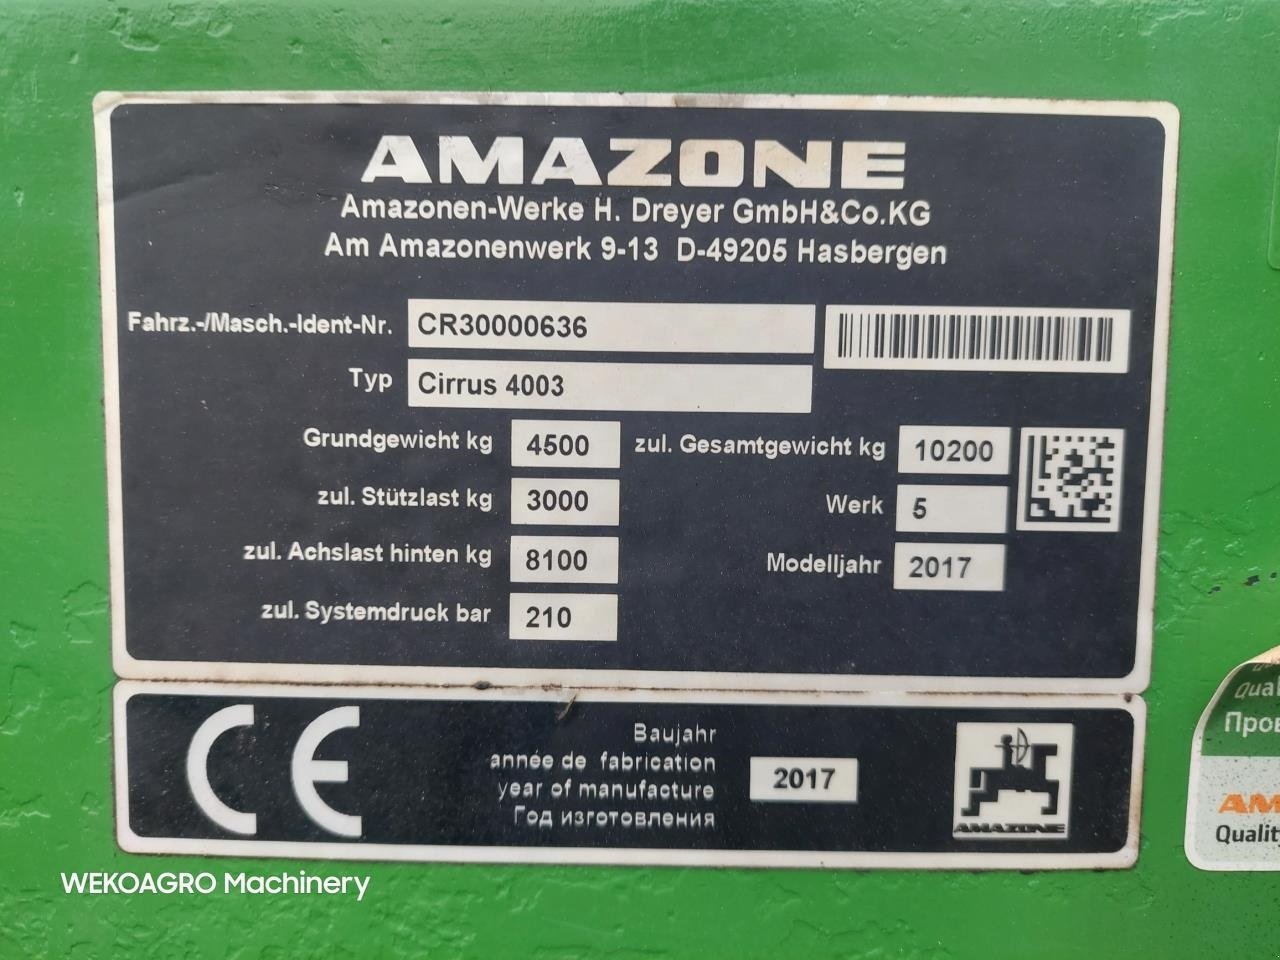 AMAZONE
Amazonen-Werke H. Dreyer GmbH&Co.KG
Am Amazonenwerk 9-13 D-49205 Hasbergen
Fahrz.-/Masch.-Ident-Nr. CR30000636
Typ Cirrus 4003
Grundgewicht kg 4500 zul. Gesamtgewicht kg 10200
zul. Stützlast kg 3000 Werk 5
zul. Achslast hinten kg 8100 Modelljahr 2017
zul. Systemdruck bar 210
CE
Baujahr
année de fabrication
year of manufacture 2017
Год изготовления
AMAZONE
Quality
WEKOAGRO Machinery